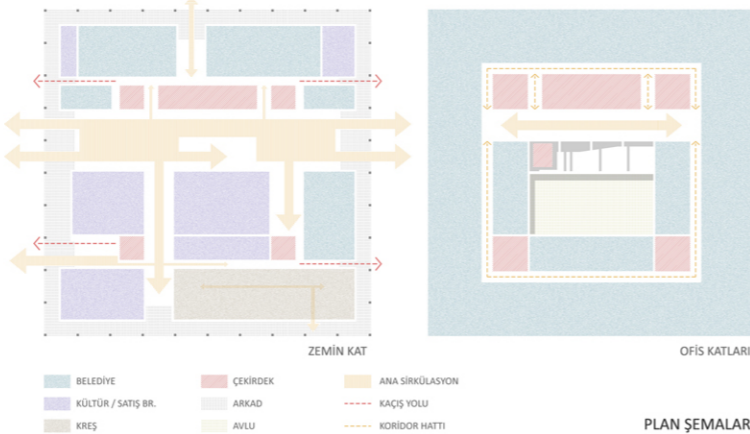 ZEMİN KAT
OFİS KATLARI
BELEDİYE
ÇEKİRDEK
ANA SİRKÜLASYON
KÜLTÜR / SATIŞ BR.
ARKAD
KAÇIŞ YOLU
KREŞ
AVLU
KORİDOR HATTI
PLAN ŞEMALAR